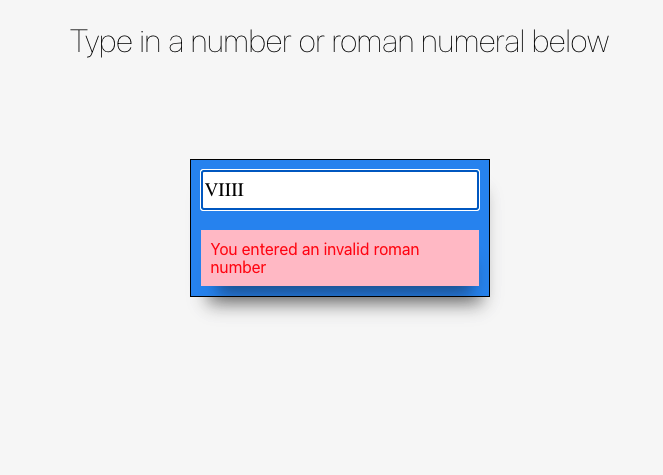 Type in a number or roman numeral below
VIIII
You entered an invalid roman
number